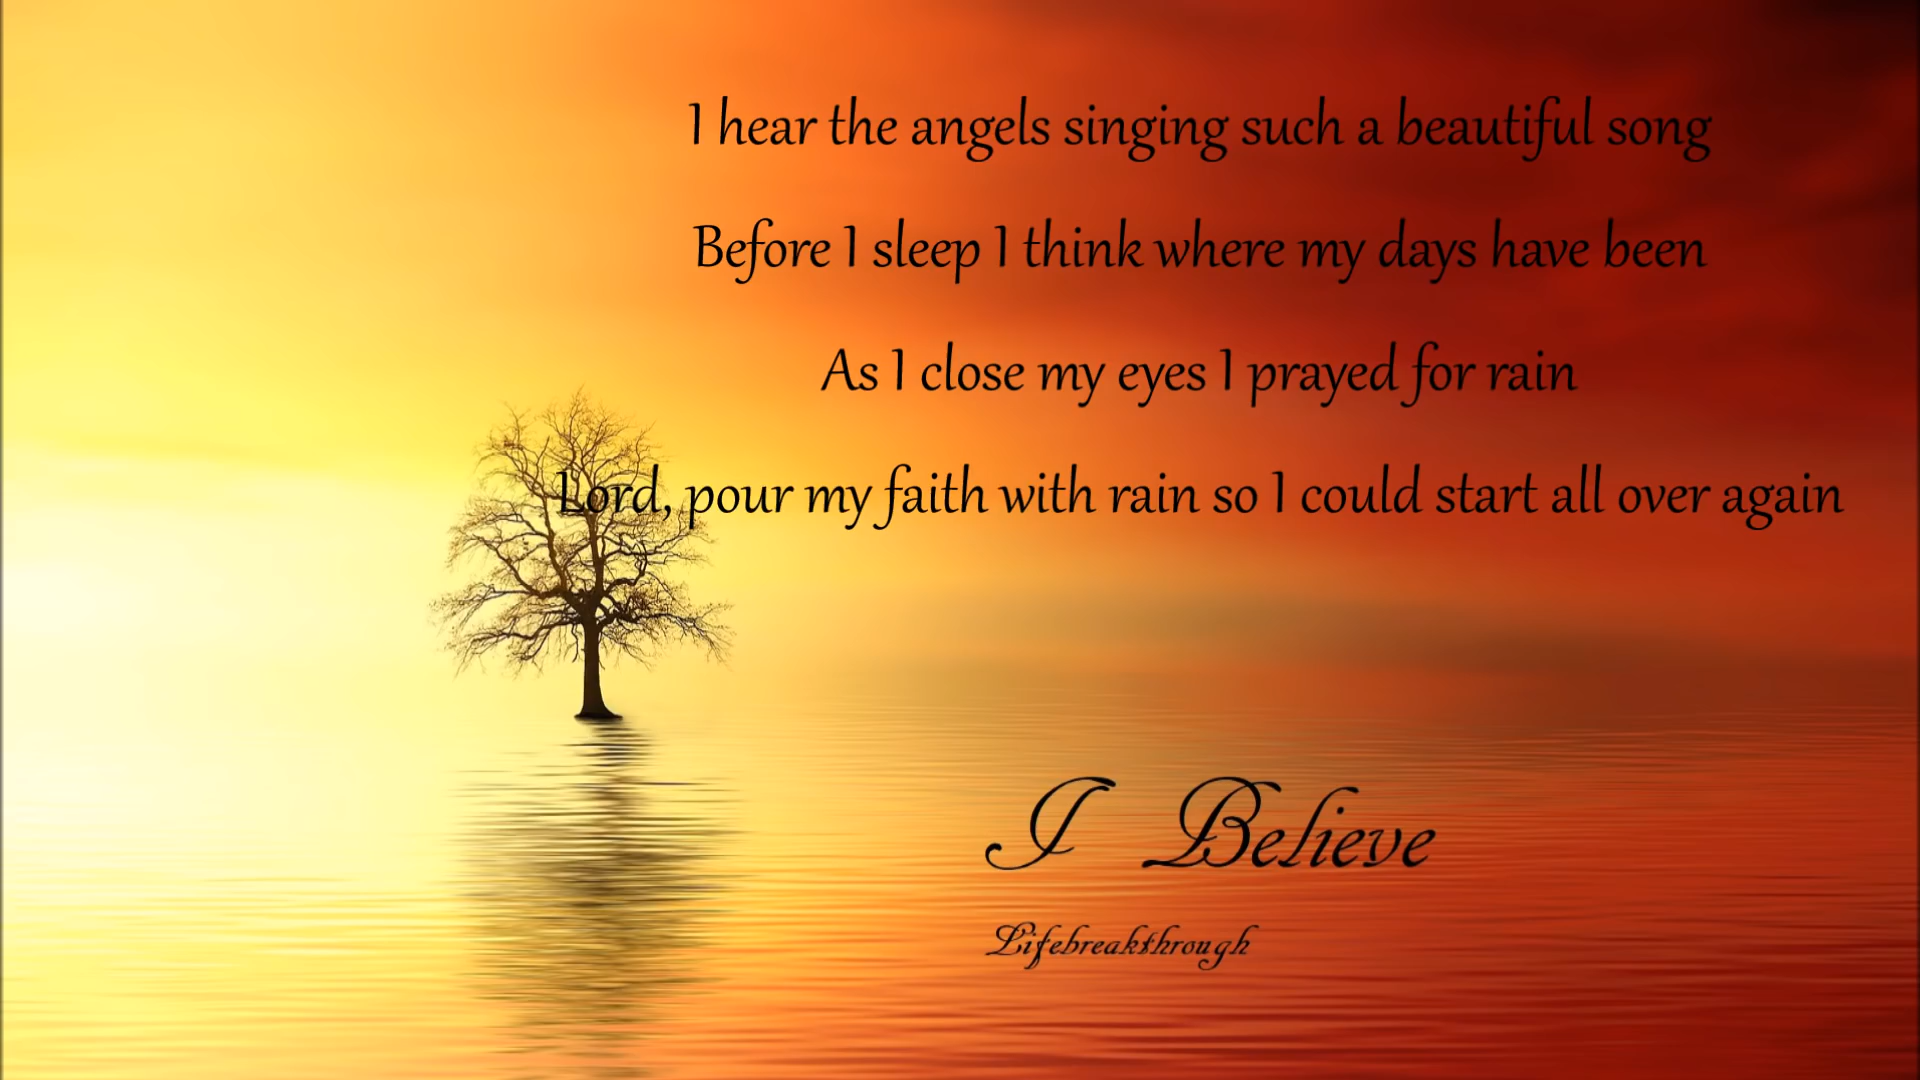 I hear the angels singing such a beautiful song
Before I sleep I think where my days have been
As I close my eyes I prayed for rain
Lord, pour my faith with rain so I could start all over again
I Believe
Lifebreakthrough